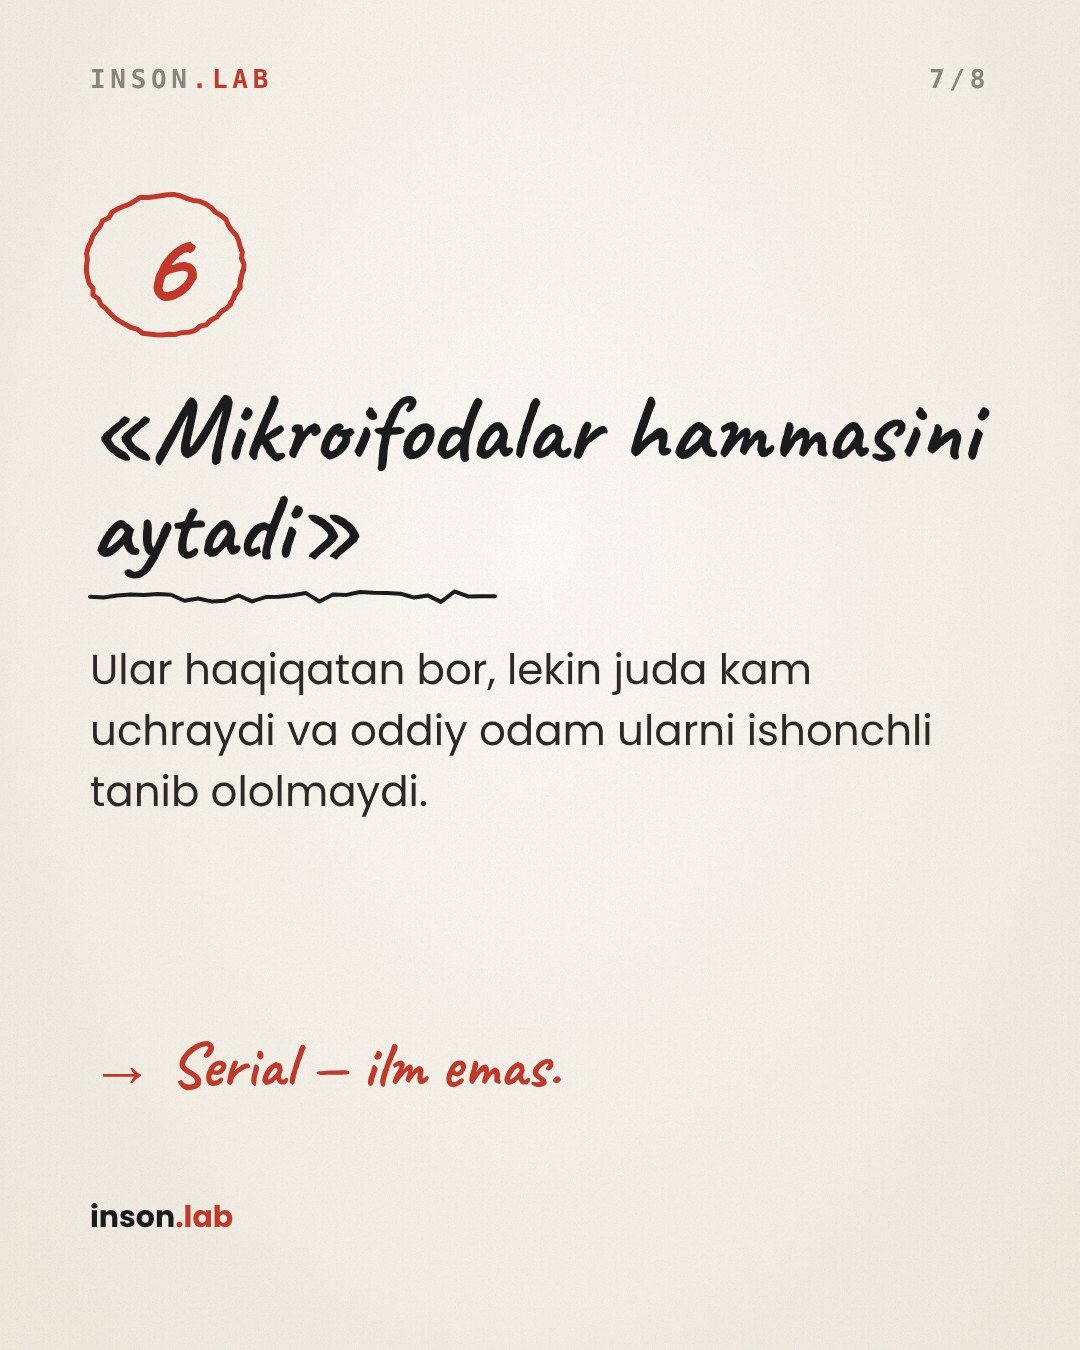 INSON.LAB
7/8
6
«Mikroifodalar hammasini
aytadi»
Ular haqiqatan bor, lekin juda kam
uchraydi va oddiy odam ularni ishonchli
tanib ololmaydi.
→ Serial – ilm emas.
inson.lab